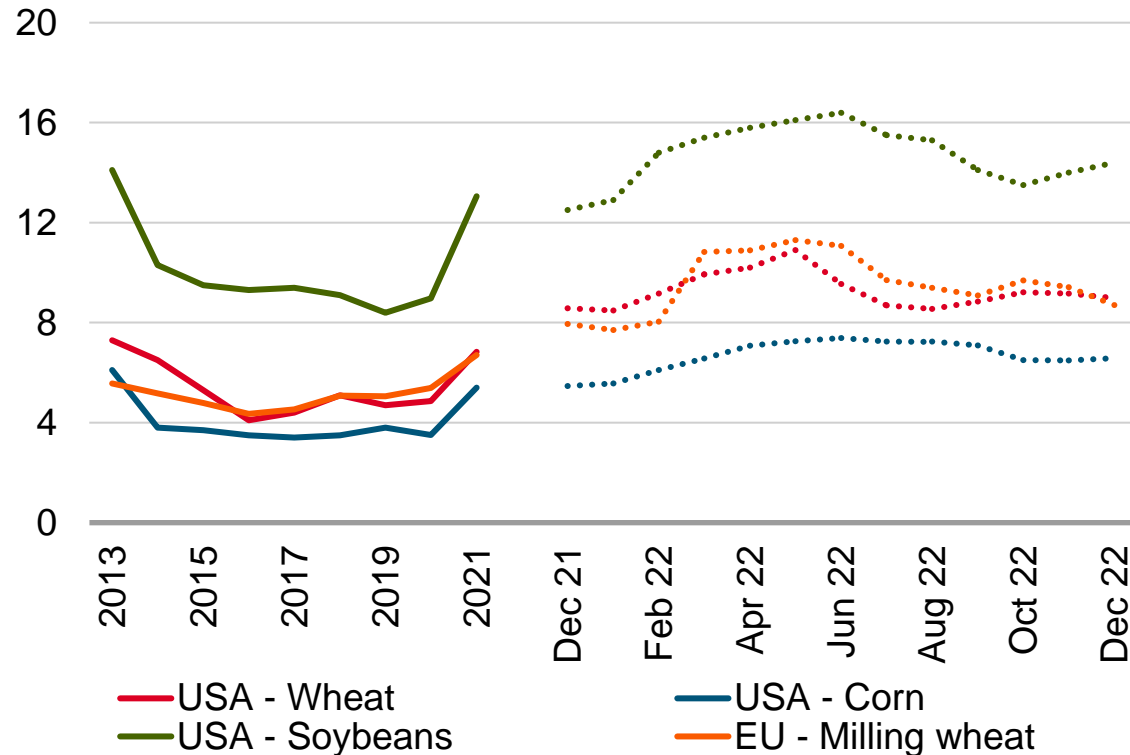 20
16
12
8
4
0
2013
2015
2017
2019
2021
Dec 21
Feb 22
Apr 22
Jun 22
Aug 22
Oct 22
Dec 22
USA - Wheat
USA - Corn
USA - Soybeans
EU - Milling wheat